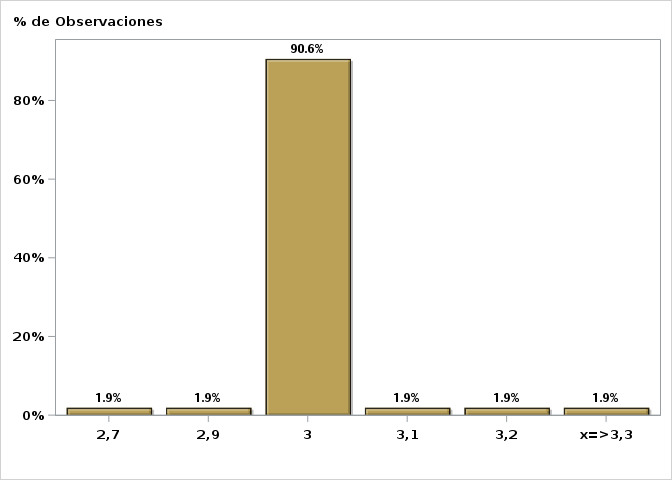 % de Observaciones
90.6%
80%
60%
40%
20%
1.9% 1.9% 1.9% 1.9% 1.9%
0%
2,7 2,9 3 3,1 3,2 x=>3,3